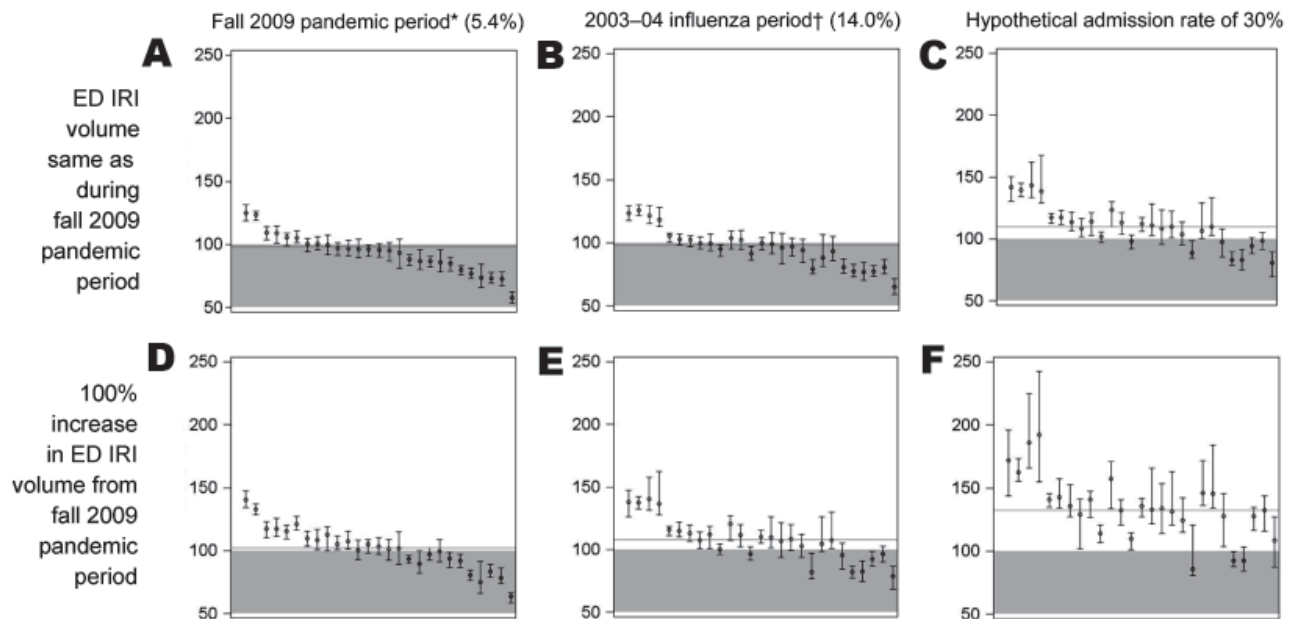 Fall 2009 pandemic period* (5.4%)
2003–04 influenza period† (14.0%)
Hypothetical admission rate of 30%
ED IRI
volume
same as
during
fall 2009
pandemic
period
A
250
200
150
100
50
B
250
200
150
100
50
C
250
200
150
100
50
100%
increase
in ED IRI
volume from
fall 2009
pandemic
period
D
250
200
150
100
50
E
250
200
150
100
50
F
250
200
150
100
50